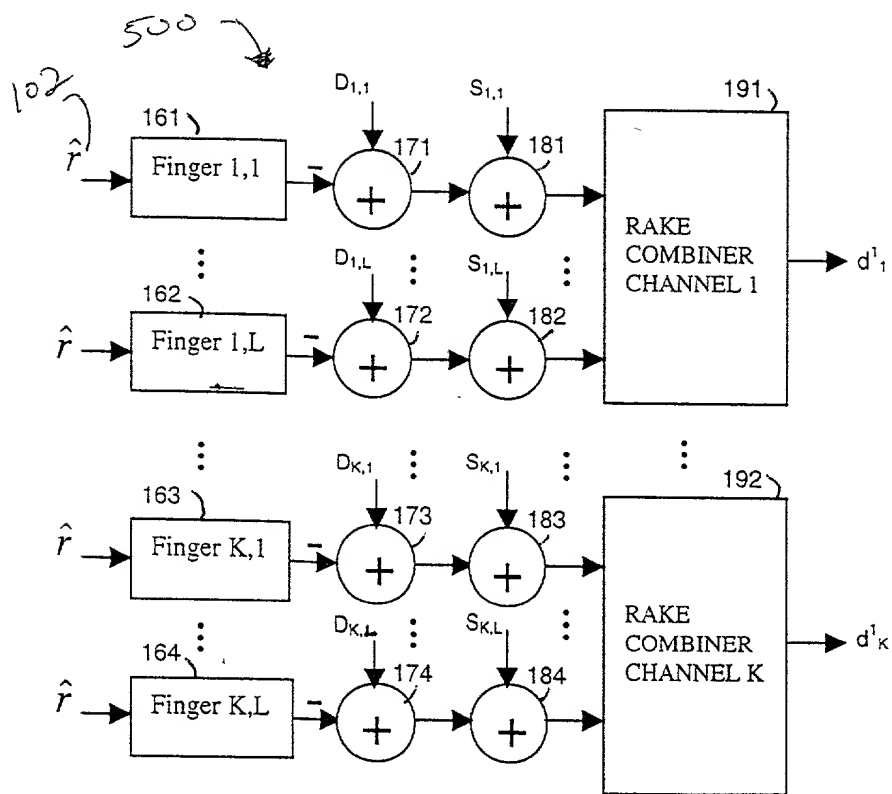 500
102
D1,1 S1,1 191
161
r̂ Finger 1,1 − + 171 + 181
RAKE
COMBINER
CHANNEL 1
d¹1
D1,L S1,L
162
r̂ Finger 1,L − + 172 + 182
DK,1 SK,1 192
163
r̂ Finger K,1 − + 173 + 183
RAKE
COMBINER
CHANNEL K
d¹K
DK,L SK,L
164
r̂ Finger K,L − + 174 + 184